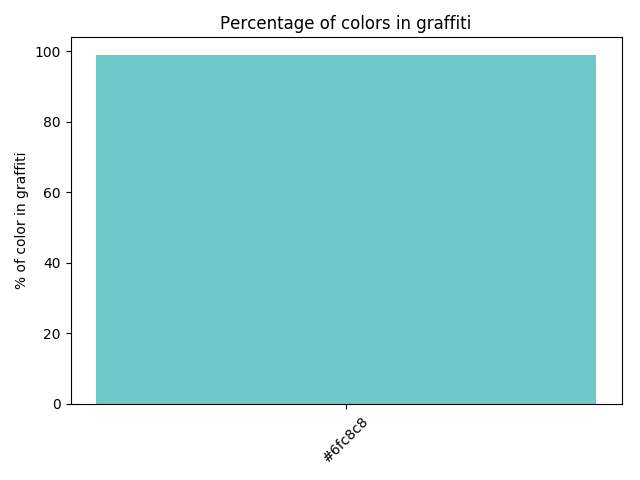 Percentage of colors in graffiti
% of color in graffiti
100
80
60
40
20
0
#6fc8c8